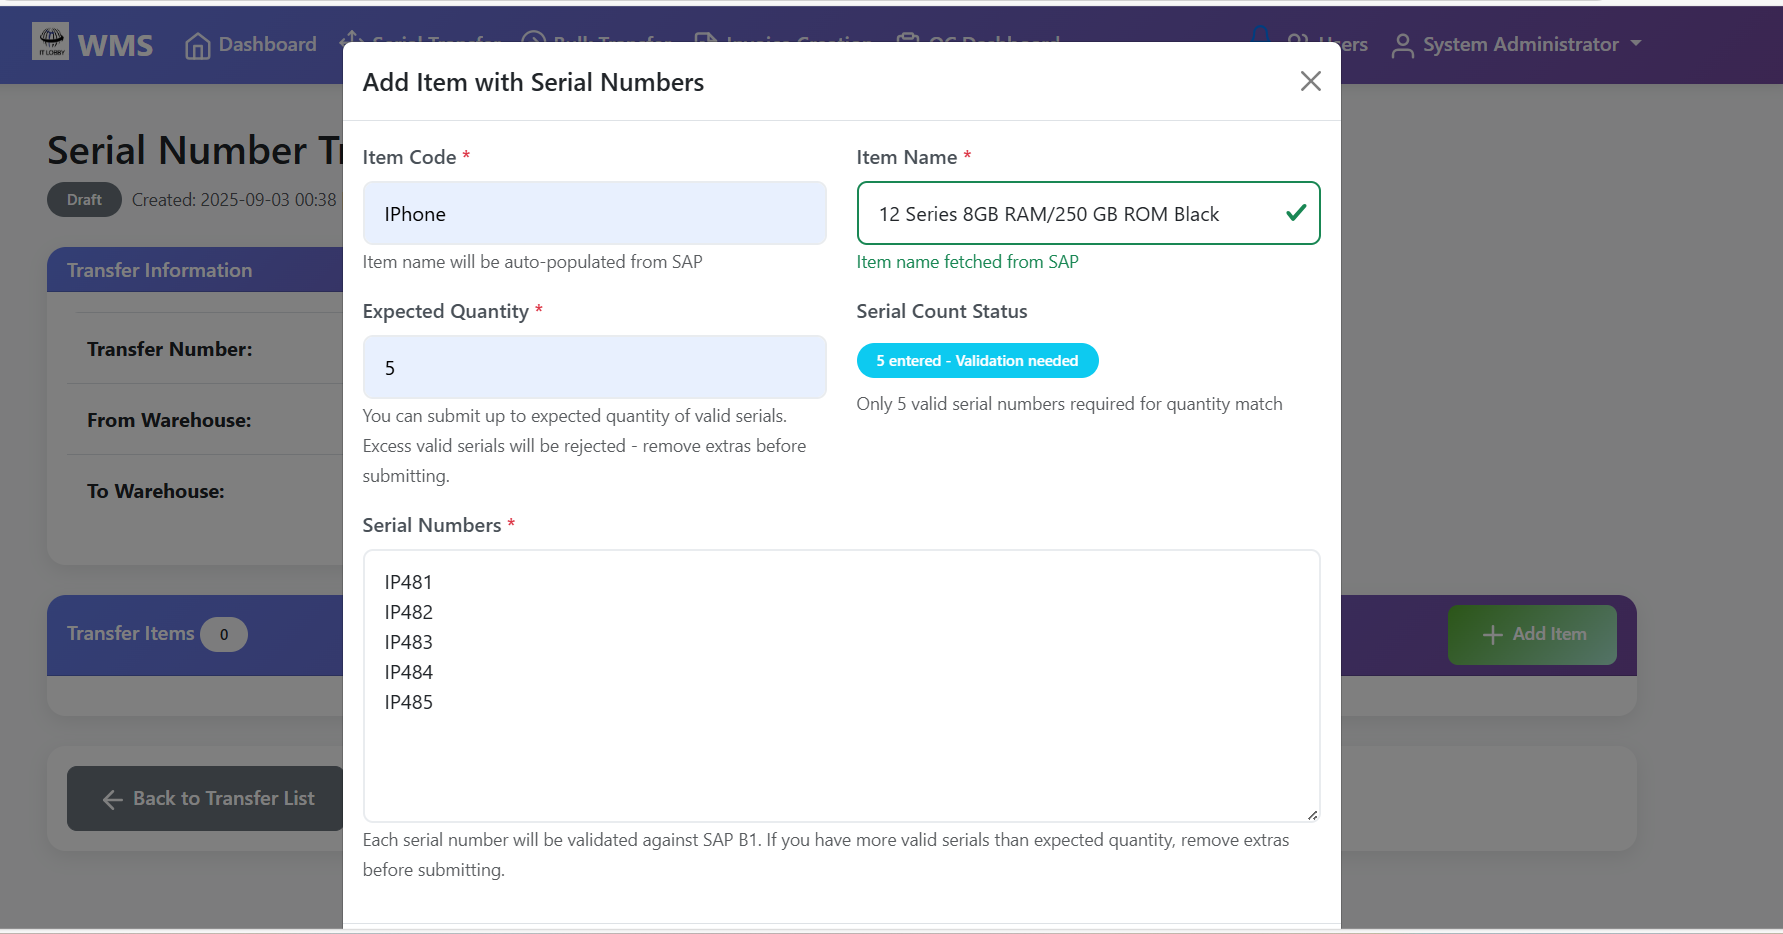 IT LOBBY
WMS
Dashboard
System Administrator
Add Item with Serial Numbers
Serial Number
Draft
Created: 2025-09-03 00:38
Item Code *
Item Name *
IPhone
12 Series 8GB RAM/250 GB ROM Black
Item name will be auto-populated from SAP
Item name fetched from SAP
Transfer Information
Transfer Number:
From Warehouse:
To Warehouse:
Expected Quantity *
Serial Count Status
5
5 entered - Validation needed
You can submit up to expected quantity of valid serials.
Excess valid serials will be rejected - remove extras before
submitting.
Only 5 valid serial numbers required for quantity match
Serial Numbers *
IP481
IP482
IP483
IP484
IP485
Transfer Items 0
Add Item
Back to Transfer List
Each serial number will be validated against SAP B1. If you have more valid serials than expected quantity, remove extras
before submitting.